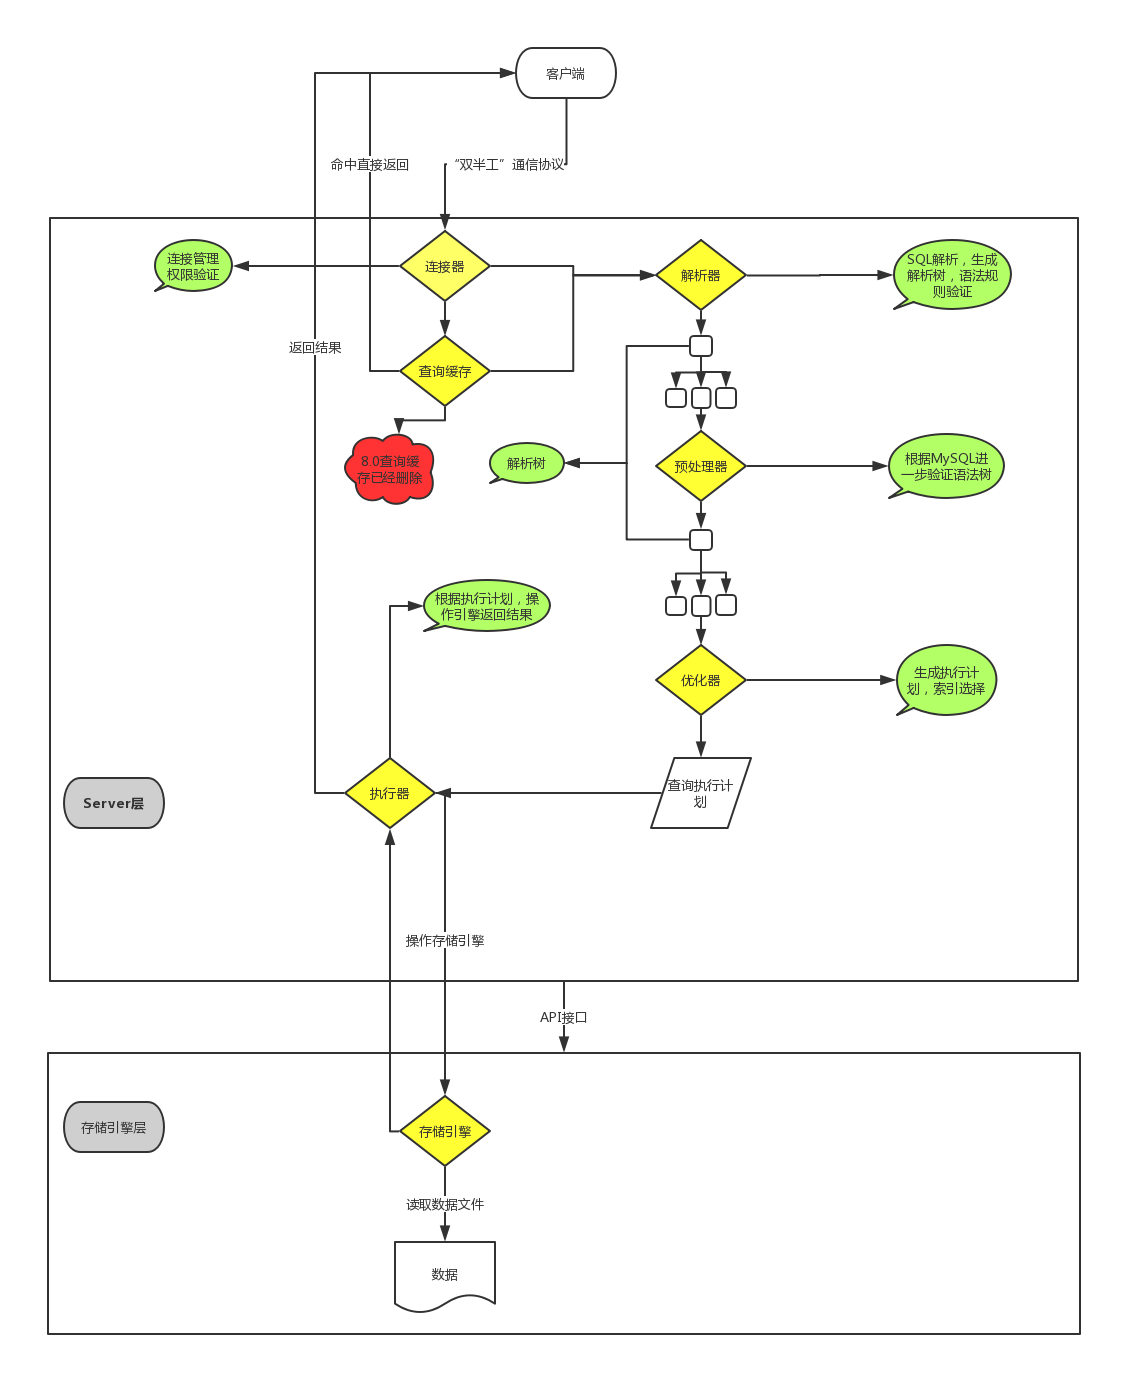 客户端
命中直接返回
“双半工”通信协议
连接管理
权限验证
连接器
解析器
SQL解析，生成
解析树，语法规
则验证
返回结果
查询缓存
8.0查询缓
存已经删除
解析树
预处理器
根据MySQL进
一步验证语法树
根据执行计划，操
作引擎返回结果
优化器
生成执行计
划，索引选择
Server层
执行器
查询执行计
划
操作存储引擎
API接口
存储引擎层
存储引擎
读取数据文件
数据